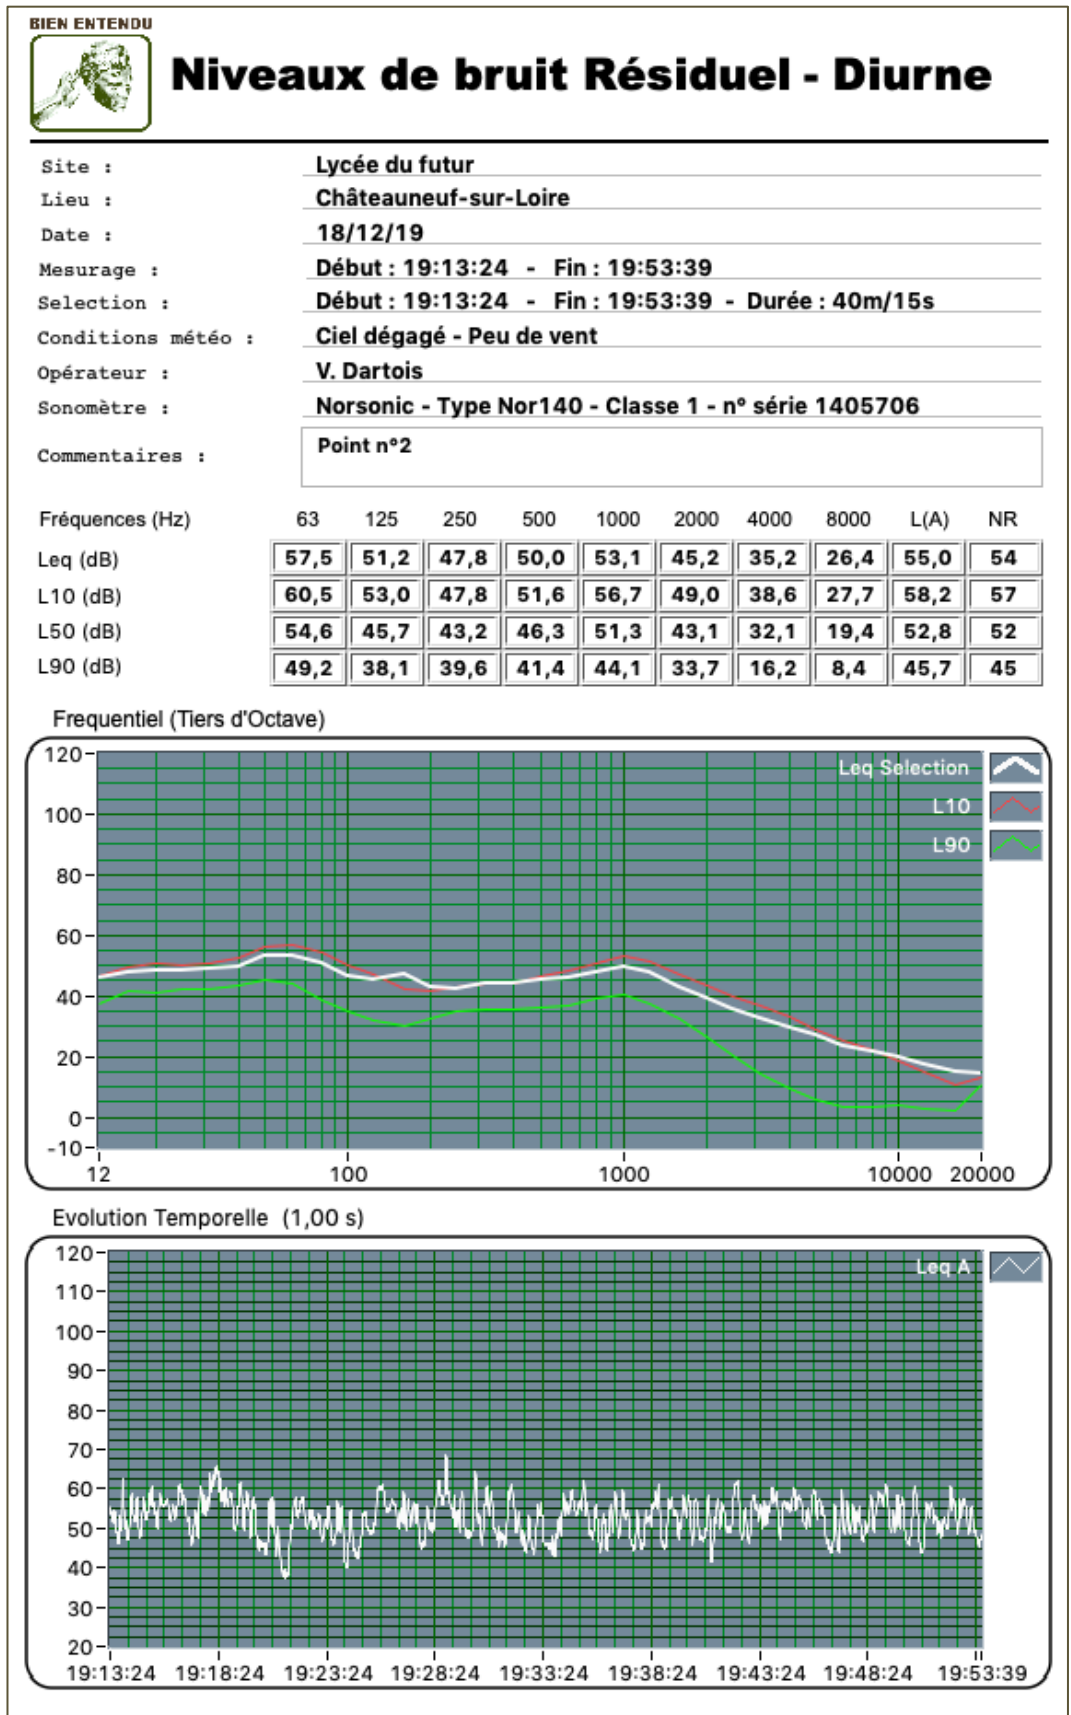 BIEN ENTENDU
Niveaux de bruit Résiduel - Diurne
Site : Lycée du futur
Lieu : Châteauneuf-sur-Loire
Date : 18/12/19
Mesurage : Début : 19:13:24 - Fin : 19:53:39
Selection : Début : 19:13:24 - Fin : 19:53:39 - Durée : 40m/15s
Conditions météo : Ciel dégagé - Peu de vent
Opérateur : V. Dartois
Sonomètre : Norsonic - Type Nor140 - Classe 1 - n° série 1405706
Commentaires : Point n°2
Fréquences (Hz) 63 125 250 500 1000 2000 4000 8000 L(A) NR
Leq (dB) 57,5 51,2 47,8 50,0 53,1 45,2 35,2 26,4 55,0 54
L10 (dB) 60,5 53,0 47,8 51,6 56,7 49,0 38,6 27,7 58,2 57
L50 (dB) 54,6 45,7 43,2 46,3 51,3 43,1 32,1 19,4 52,8 52
L90 (dB) 49,2 38,1 39,6 41,4 44,1 33,7 16,2 8,4 45,7 45
Frequentiel (Tiers d'Octave)
120
Leq Selection
100
L10
L90
80
60
40
20
0
-10
12 100 1000 10000 20000
Evolution Temporelle (1,00 s)
120
Leq A
110
100
90
80
70
60
50
40
30
20
19:13:24 19:18:24 19:23:24 19:28:24 19:33:24 19:38:24 19:43:24 19:48:24 19:53:39